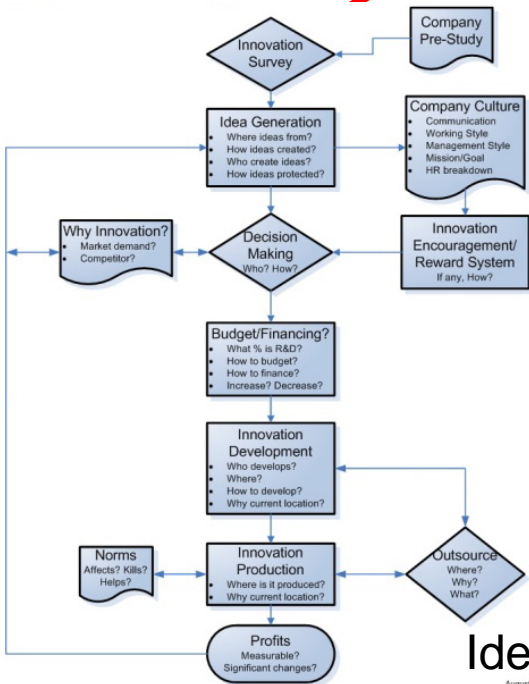 Company
Pre-Study
Innovation
Survey
Idea Generation
• Where ideas from?
• How ideas created?
• Who create ideas?
• How ideas protected?
Company Culture
• Communication
• Working Style
• Management Style
• Mission/Goal
• HR breakdown
Why Innovation?
• Market demand?
• Competitor?
Decision
Making
Who? How?
Innovation
Encouragement/
Reward System
If any, How?
Budget/Financing?
• What % is R&D?
• How to budget?
• How to finance?
• Increase? Decrease?
Innovation
Development
• Who develops?
• Where?
• How to develop?
• Why current location?
Norms
Affects? Kills?
Helps?
Innovation
Production
• Where is it produced?
• Why current location?
Outsource
Where?
Why?
What?
Profits
Measurable?
Significant changes?
Ide